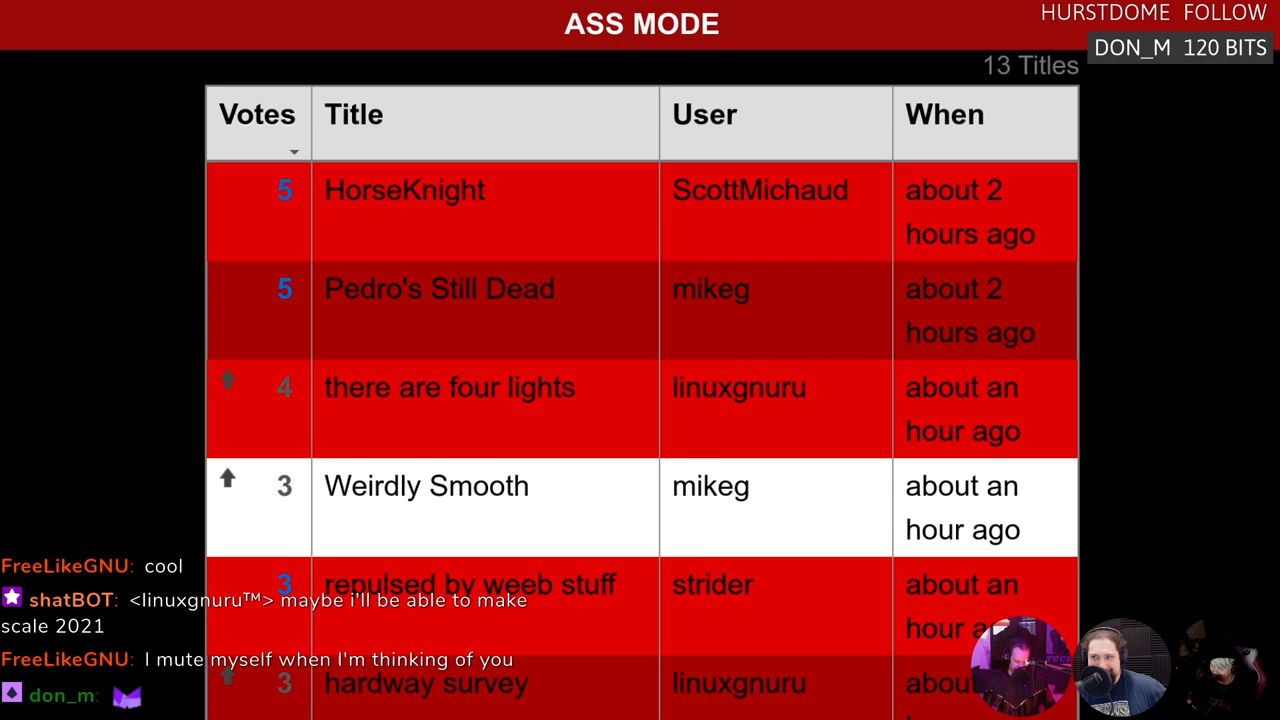 ASS MODE
HURSTDOME FOLLOW
DON_M 120 BITS
13 Titles
Votes Title User When
5 HorseKnight ScottMichaud about 2
hours ago
5 Pedro's Still Dead mikeg about 2
hours ago
4 there are four lights linuxgnuru about an
hour ago
3 Weirdly Smooth mikeg about an
hour ago
3 repulsed by weeb stuff strider about an
hour
3 hardway survey linuxgnuru about
FreeLikeGNU: cool
shatBOT: <linuxgnuru™> maybe i'll be able to make
scale 2021
FreeLikeGNU: I mute myself when I'm thinking of you
don_m: